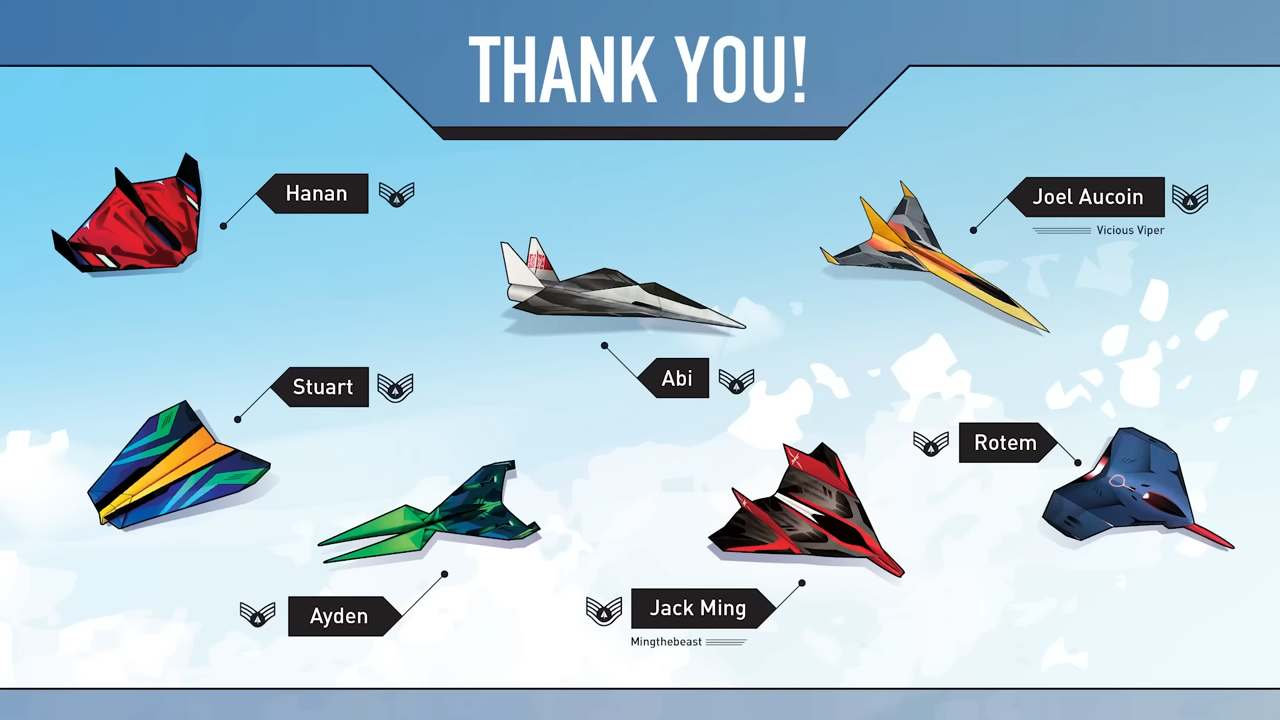 THANK YOU!
Hanan
Joel Aucoin
Vicious Viper
Abi
Stuart
Rotem
Ayden
Jack Ming
Mingthebeast